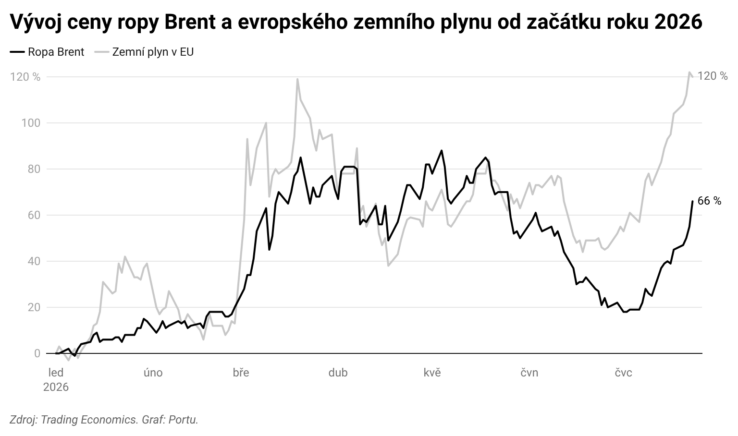 Vývoj ceny ropy Brent a evropského zemního plynu od začátku roku 2026
Ropa Brent Zemní plyn v EU
120 %
100
80
60
40
20
0
120 %
66 %
led úno bře dub kvě čvn čvc
2026
Zdroj: Trading Economics. Graf: Portu.